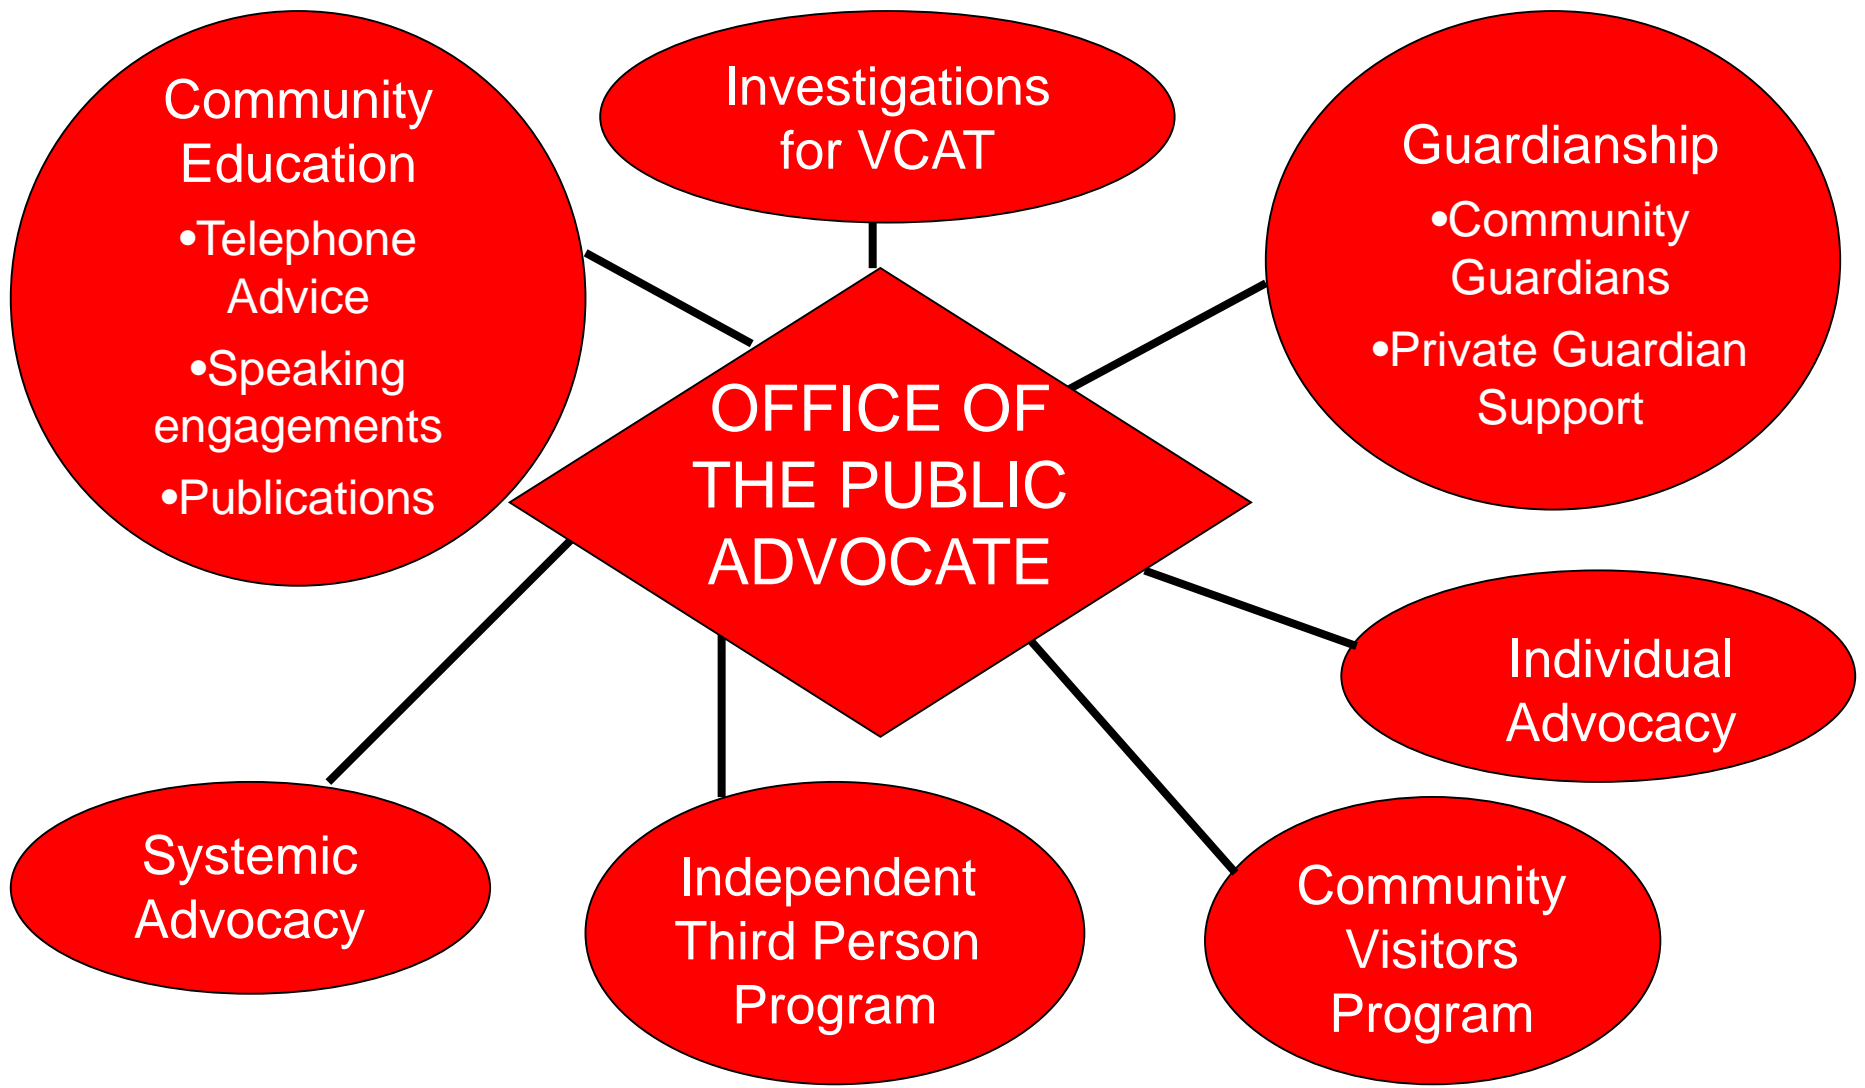 Community
Education
•Telephone
Advice
•Speaking
engagements
•Publications
Investigations
for VCAT
Guardianship
•Community
Guardians
•Private Guardian
Support
OFFICE OF
THE PUBLIC
ADVOCATE
Individual
Advocacy
Systemic
Advocacy
Independent
Third Person
Program
Community
Visitors
Program